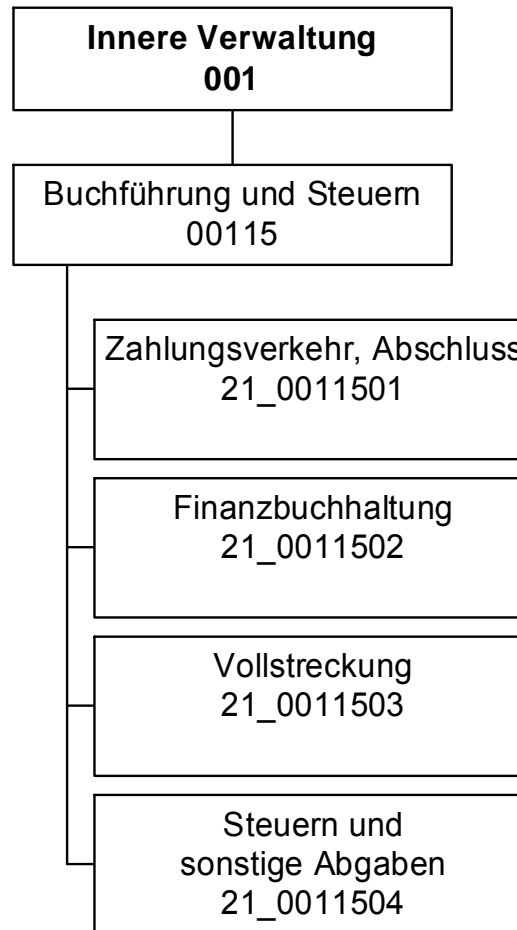 Innere Verwaltung
001
Buchführung und Steuern
00115
Zahlungsverkehr, Abschluss
21_0011501
Finanzbuchhaltung
21_0011502
Vollstreckung
21_0011503
Steuern und
sonstige Abgaben
21_0011504